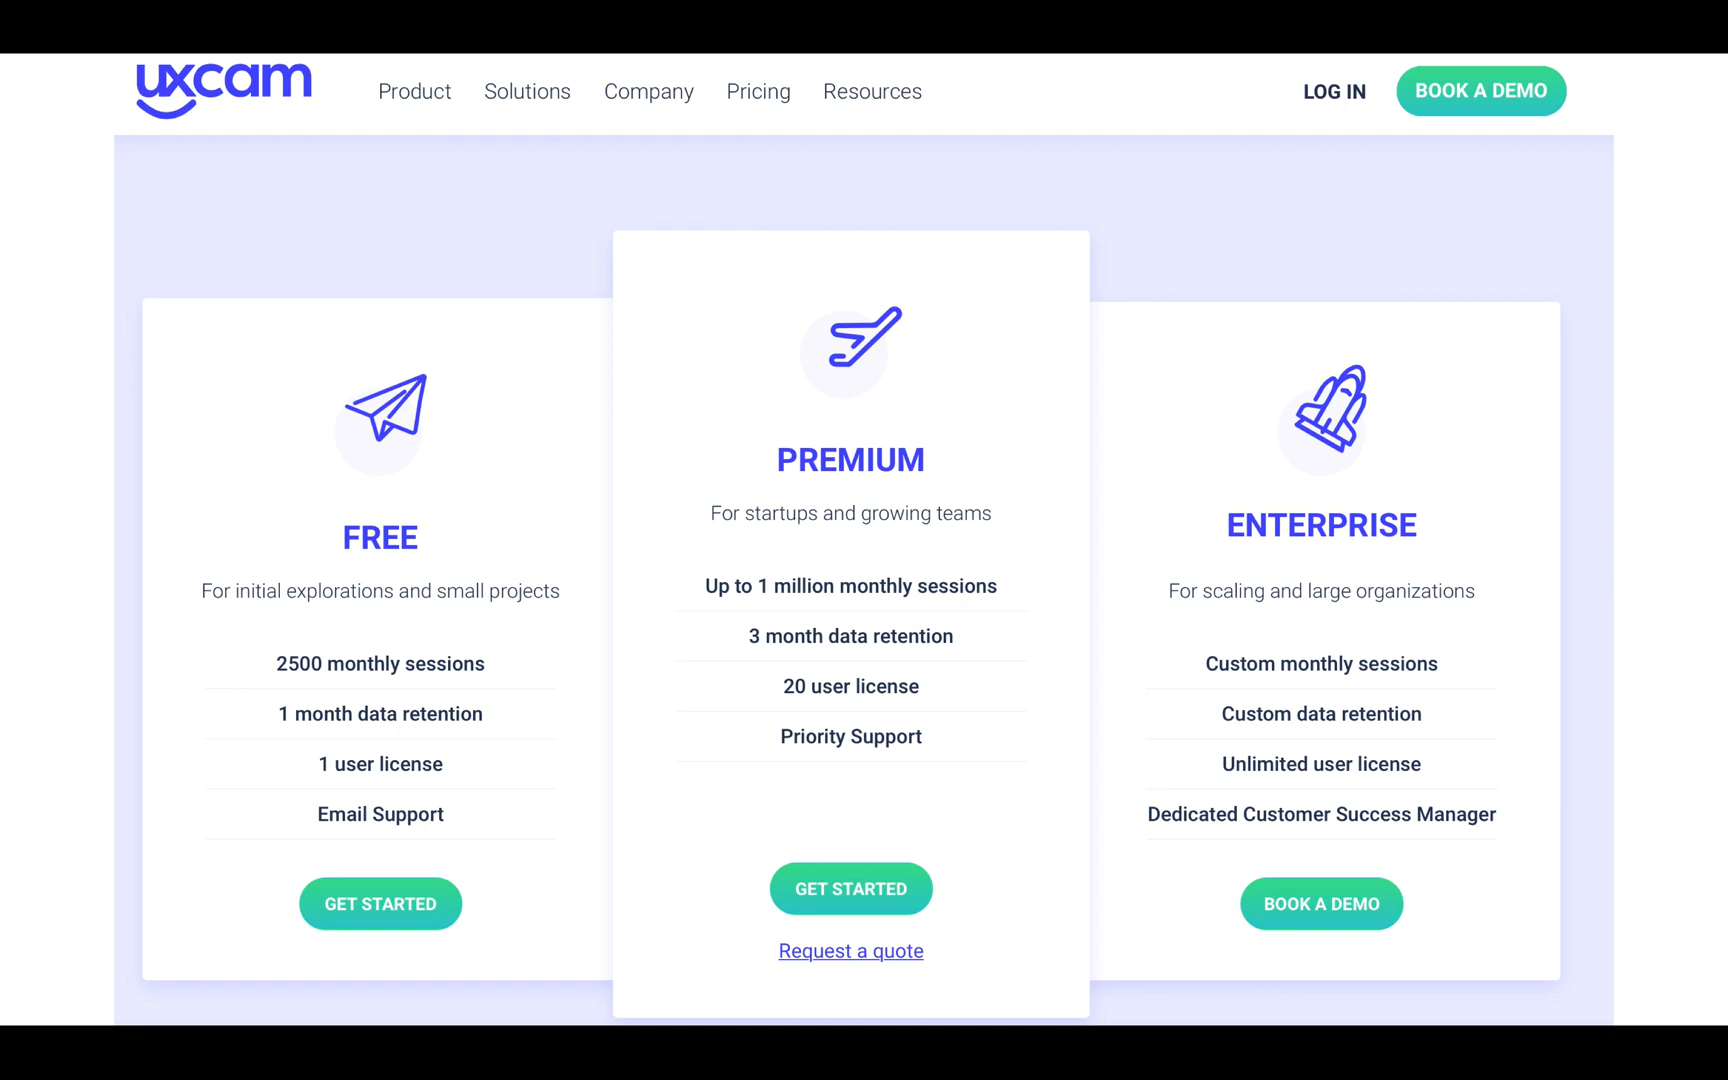 uxcam
Product Solutions Company Pricing Resources
LOG IN BOOK A DEMO
FREE
For initial explorations and small projects
2500 monthly sessions
1 month data retention
1 user license
Email Support
GET STARTED
PREMIUM
For startups and growing teams
Up to 1 million monthly sessions
3 month data retention
20 user license
Priority Support
GET STARTED
Request a quote
ENTERPRISE
For scaling and large organizations
Custom monthly sessions
Custom data retention
Unlimited user license
Dedicated Customer Success Manager
BOOK A DEMO